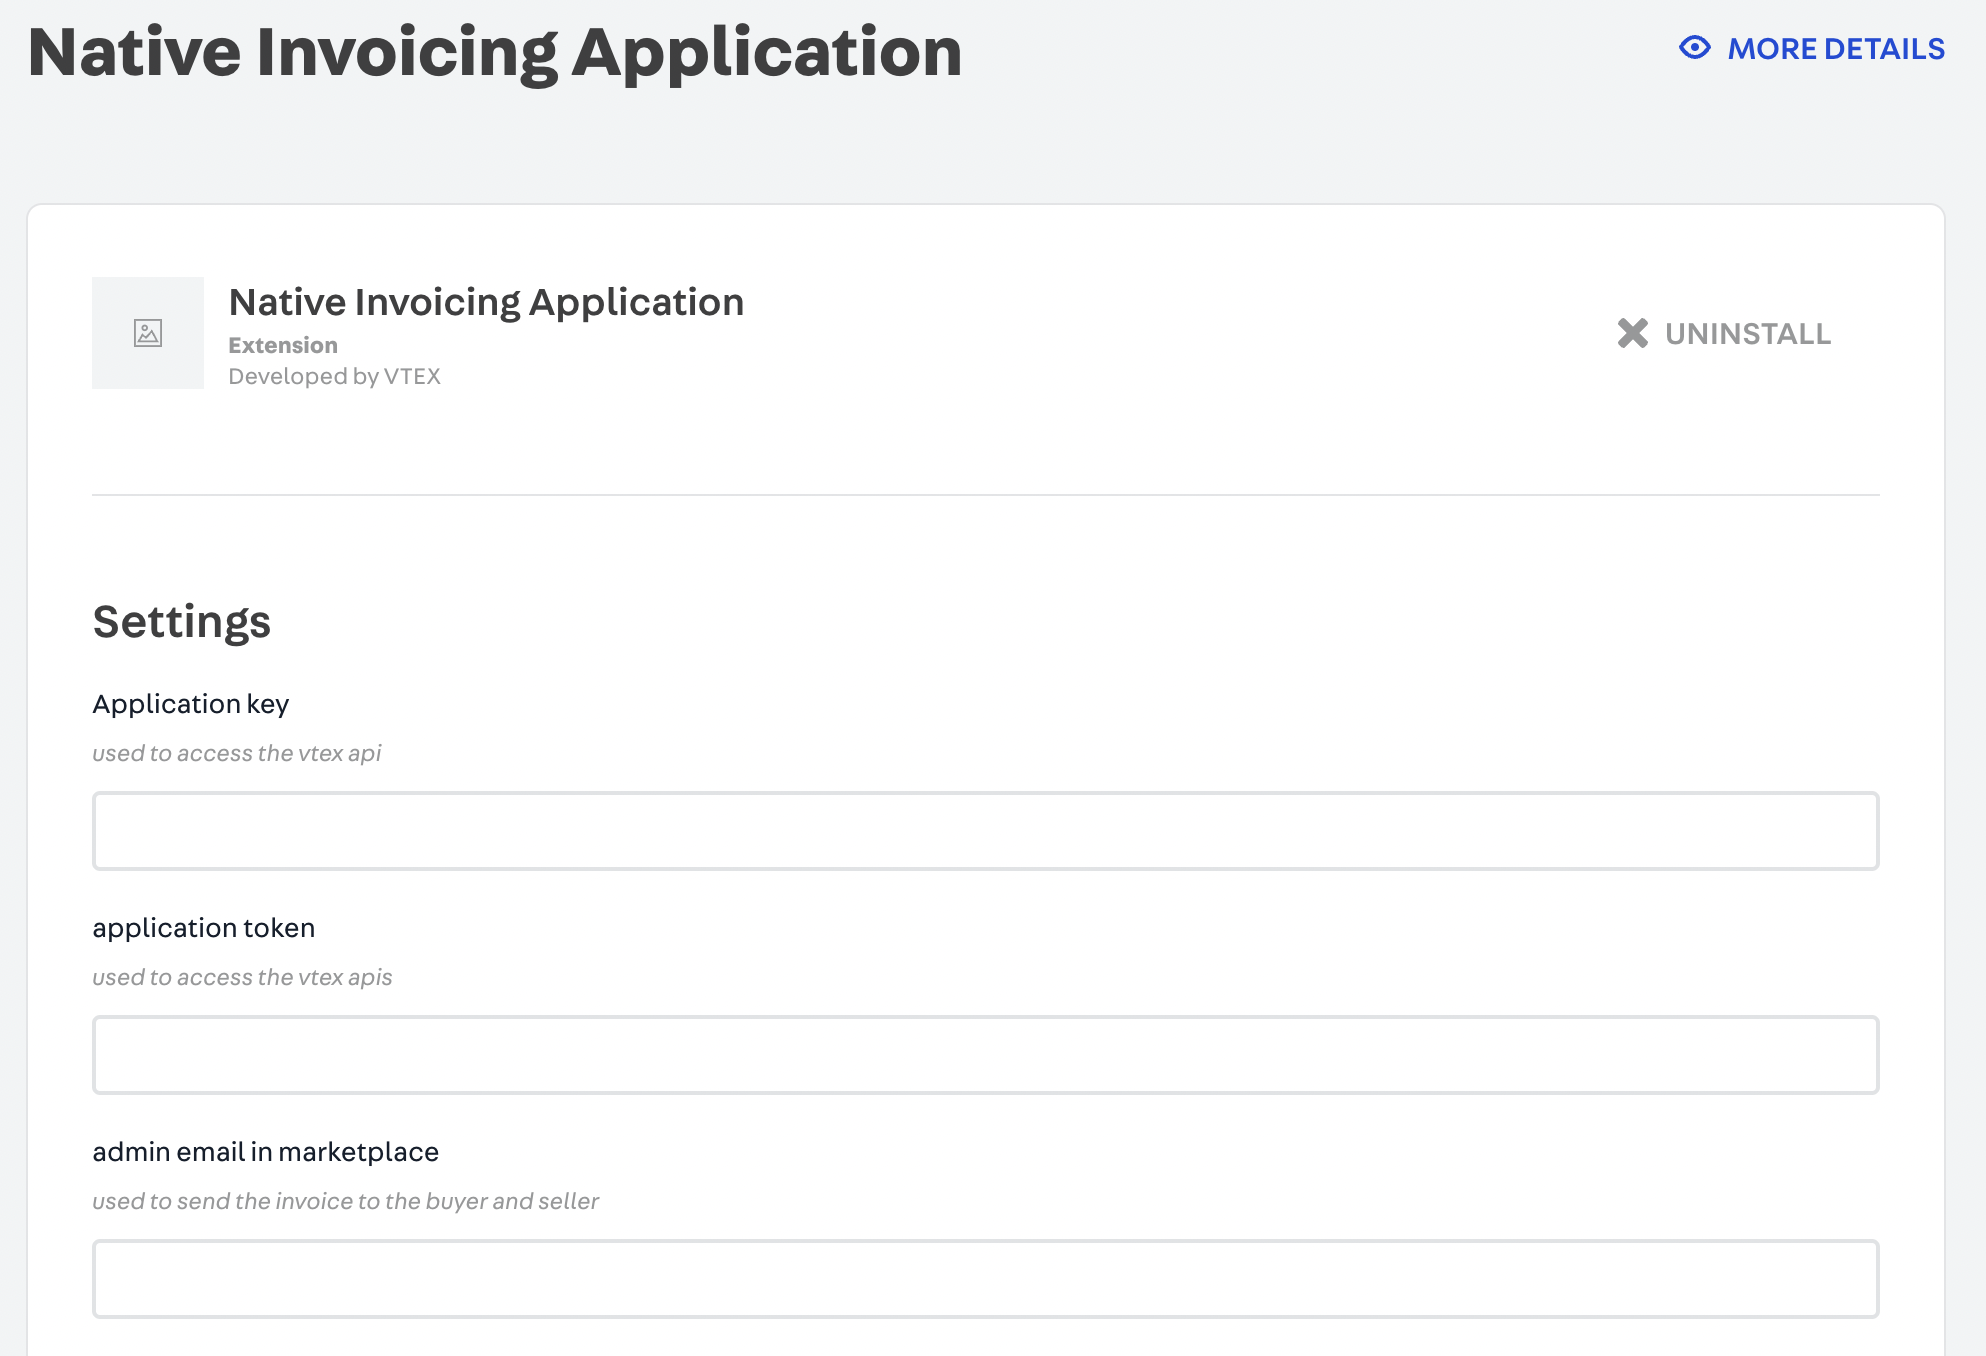 Native Invoicing Application
MORE DETAILS
Native Invoicing Application
Extension
Developed by VTEX
UNINSTALL
Settings
Application key
used to access the vtex api
application token
used to access the vtex apis
admin email in marketplace
used to send the invoice to the buyer and seller